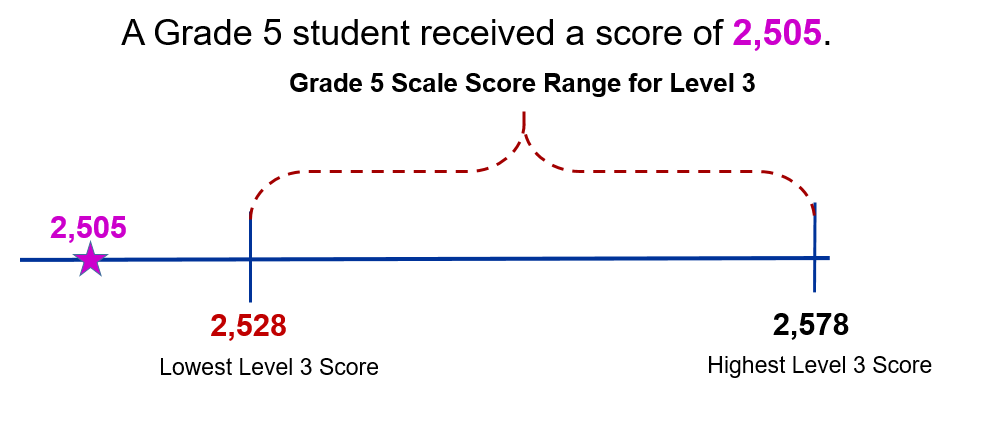 A Grade 5 student received a score of 2,505.
Grade 5 Scale Score Range for Level 3
2,505
2,528
2,578
Lowest Level 3 Score
Highest Level 3 Score